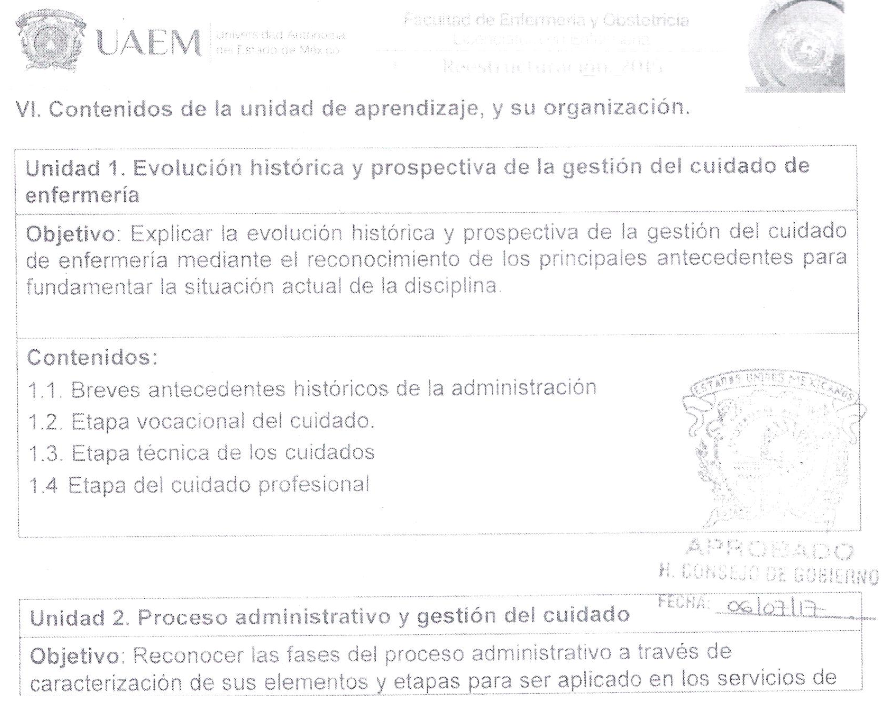 UAEM
Universidad Autónoma
del Estado de México
Facultad de Enfermería y Obstetricia
Reestructuración, 2015
VI. Contenidos de la unidad de aprendizaje, y su organización.
Unidad 1. Evolución histórica y prospectiva de la gestión del cuidado de
enfermería
Objetivo: Explicar la evolución histórica y prospectiva de la gestión del cuidado
de enfermería mediante el reconocimiento de los principales antecedentes para
fundamentar la situación actual de la disciplina.
Contenidos:
1.1. Breves antecedentes históricos de la administración
1.2. Etapa vocacional del cuidado.
1.3. Etapa técnica de los cuidados
1.4 Etapa del cuidado profesional
ESTADOS UNIDOS MEXICANOS
APROBADO
H. CONSEJO DE GOBIERNO
FECHA: 06/07/17
Unidad 2. Proceso administrativo y gestión del cuidado
Objetivo: Reconocer las fases del proceso administrativo a través de
caracterización de sus elementos y etapas para ser aplicado en los servicios de